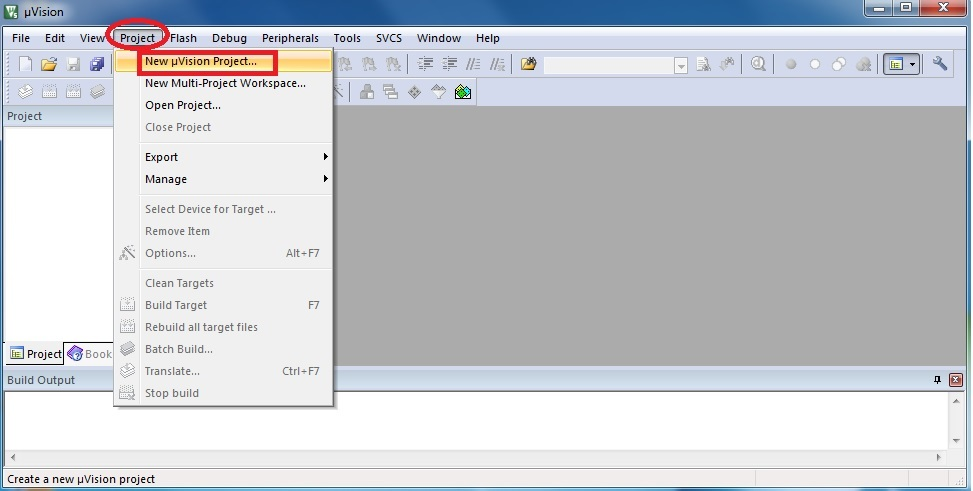 µVision
File Edit View Project Flash Debug Peripherals Tools SVCS Window Help
New µVision Project...
New Multi-Project Workspace...
Open Project...
Close Project
Export
Manage
Select Device for Target ...
Remove Item
Options... Alt+F7
Clean Targets
Build Target F7
Rebuild all target files
Batch Build...
Translate... Ctrl+F7
Stop build
Project
Project Book
Build Output
Create a new µVision project